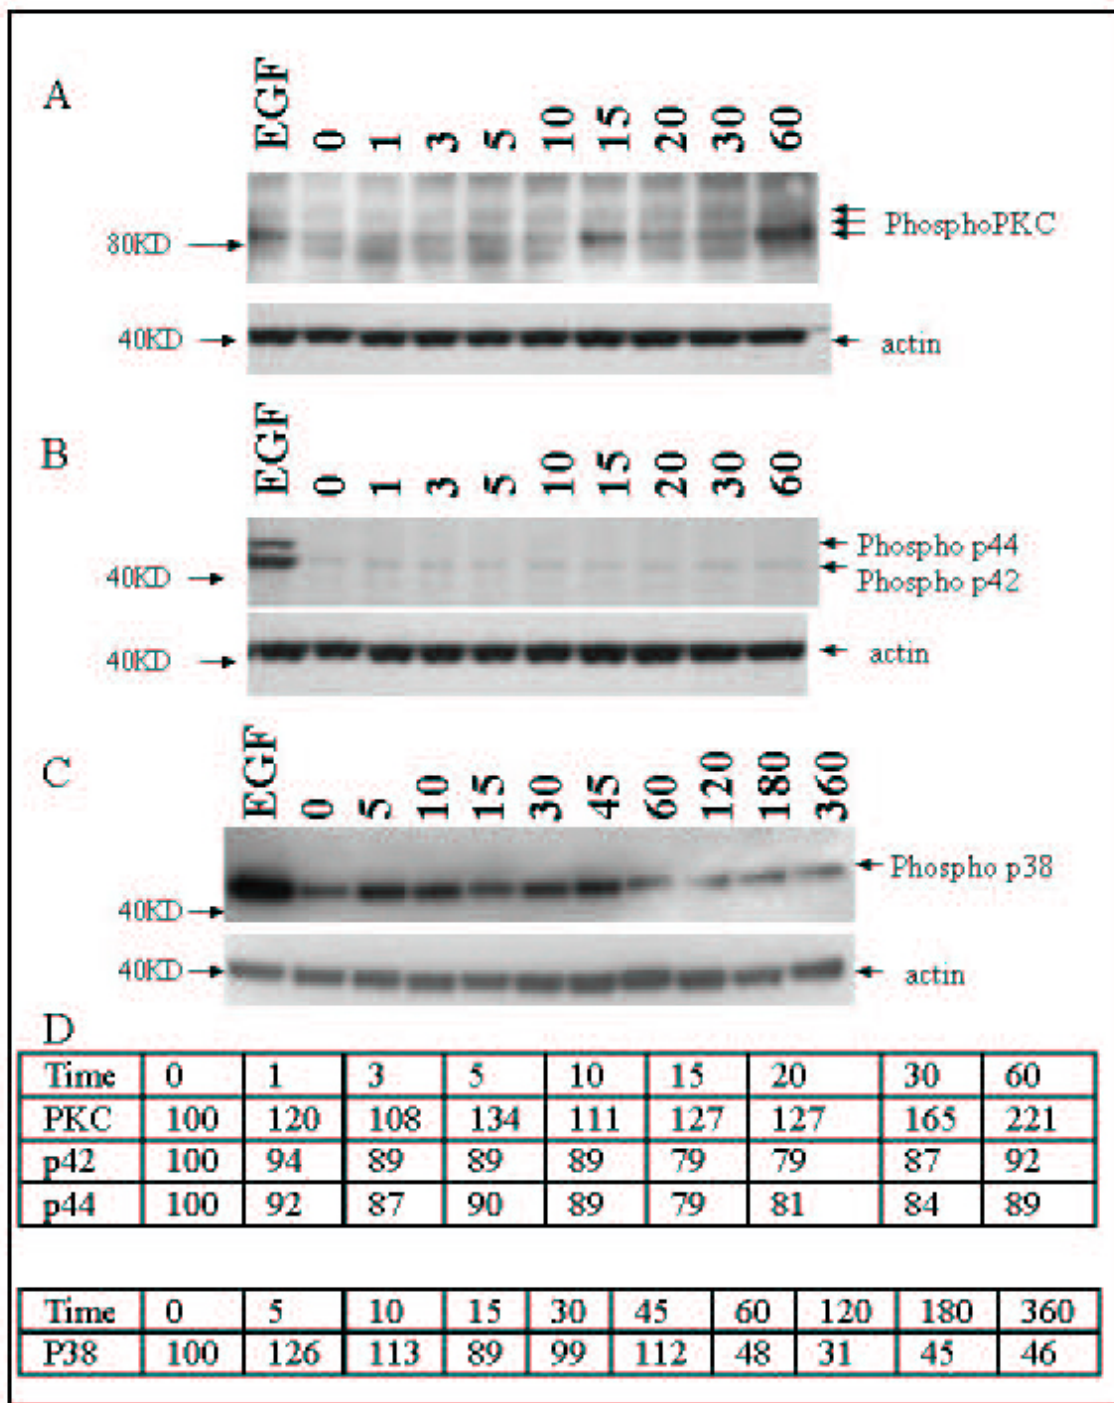 A
EGF 0 1 3 5 10 15 20 30 60
PhosphoPKC
80KD
40KD
actin
B
EGF 0 1 3 5 10 15 20 30 60
Phospho p44
40KD
Phospho p42
40KD
actin
C
EGF 0 5 10 15 30 45 60 120 180 360
Phospho p38
40KD
40KD
actin
D
Time 0 1 3 5 10 15 20 30 60
PKC 100 120 108 134 111 127 127 165 221
p42 100 94 89 89 89 79 79 87 92
p44 100 92 87 90 89 79 81 84 89
Time 0 5 10 15 30 45 60 120 180 360
P38 100 126 113 89 99 112 48 31 45 46